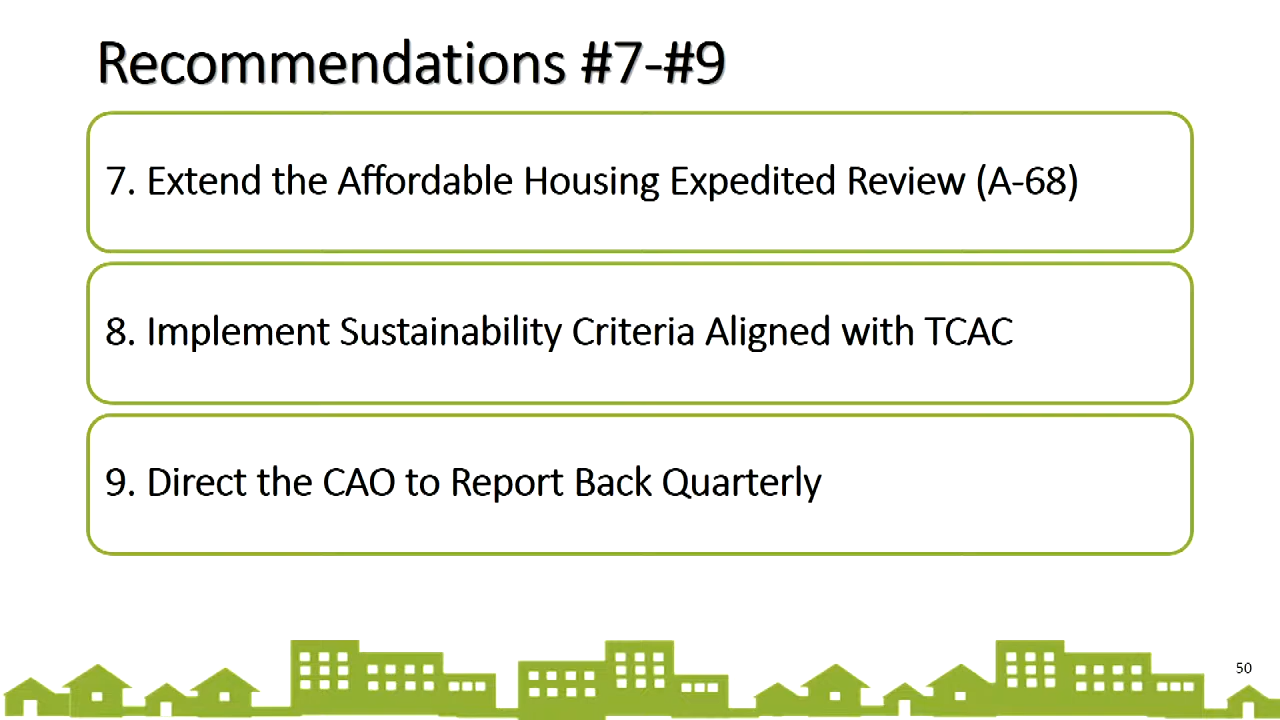 Recommendations #7-#9
7. Extend the Affordable Housing Expedited Review (A-68)
8. Implement Sustainability Criteria Aligned with TCAC
9. Direct the CAO to Report Back Quarterly
50